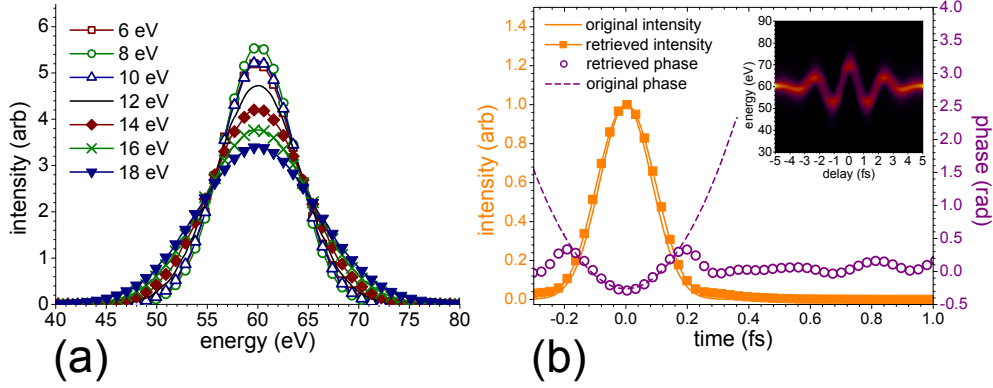 intensity (arb)
6
5
4
3
2
1
0
6 eV
8 eV
10 eV
12 eV
14 eV
16 eV
18 eV
40 50 60 70 80
energy (eV)
(a)
intensity (arb)
1.4
1.2
1.0
0.8
0.6
0.4
0.2
0.0
original intensity
retrieved intensity
retrieved phase
original phase
energy (eV)
90
80
70
60
50
40
30
-5 -4 -3 -2 -1 0 1 2 3 4 5
delay (fs)
4.0
3.5
3.0
2.5
2.0
1.5
1.0
0.5
0.0
-0.5
phase (rad)
-0.2 0.0 0.2 0.4 0.6 0.8 1.0
time (fs)
(b)